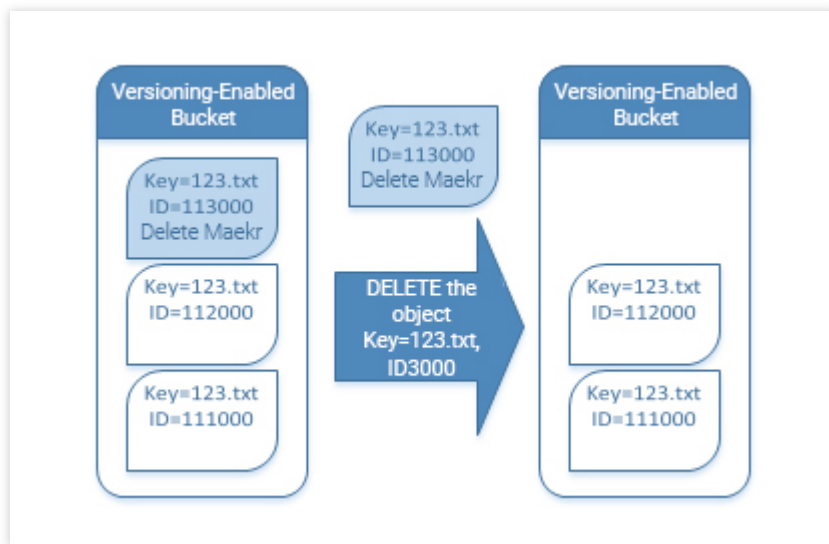 Versioning-Enabled
Bucket
Key=123.txt
ID=113000
Delete Maekr
Key=123.txt
ID=112000
Key=123.txt
ID=111000
Key=123.txt
ID=113000
Delete Maekr
DELETE the
object
Key=123.txt,
ID3000
Versioning-Enabled
Bucket
Key=123.txt
ID=112000
Key=123.txt
ID=111000